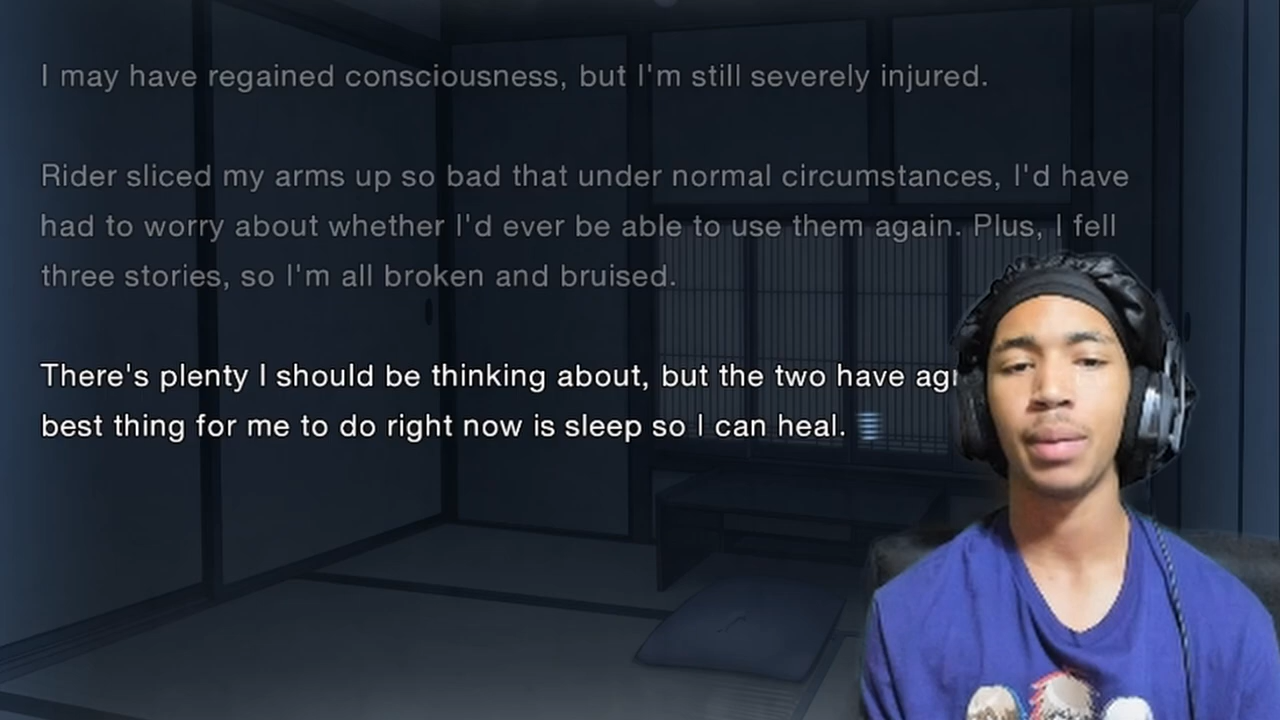 I may have regained consciousness, but I'm still severely injured.
Rider sliced my arms up so bad that under normal circumstances, I'd have
had to worry about whether I'd ever be able to use them again. Plus, I fell
three stories, so I'm all broken and bruised.
There's plenty I should be thinking about, but the two have
best thing for me to do right now is sleep so I can heal.